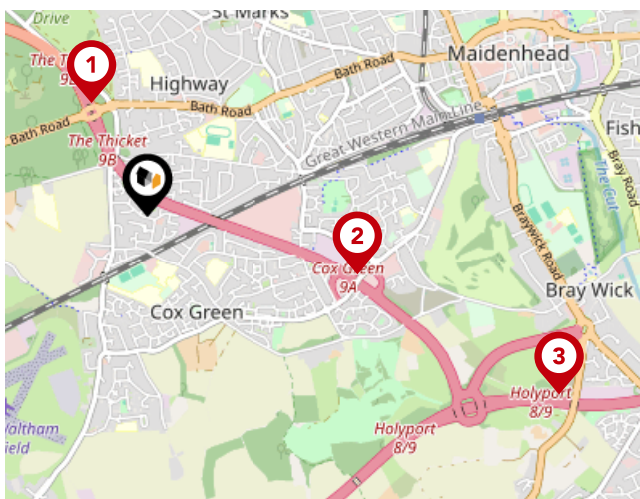 Drive
St Marks
The T
9B
1
Highway
Bath Road
Maidenhead
Bath Road
Bath Road
The Thicket
9B
Great Western Main Line
Fish
Bray Road
The Cut
Braywick Road
2
Cox Green
9A
Bray Wick
Cox Green
3
Holyport
8/9
Holyport
8/9
Waltham
field